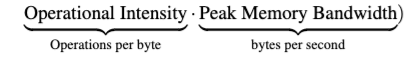 Operational Intensity · Peak Memory Bandwidth)
Operations per byte bytes per second